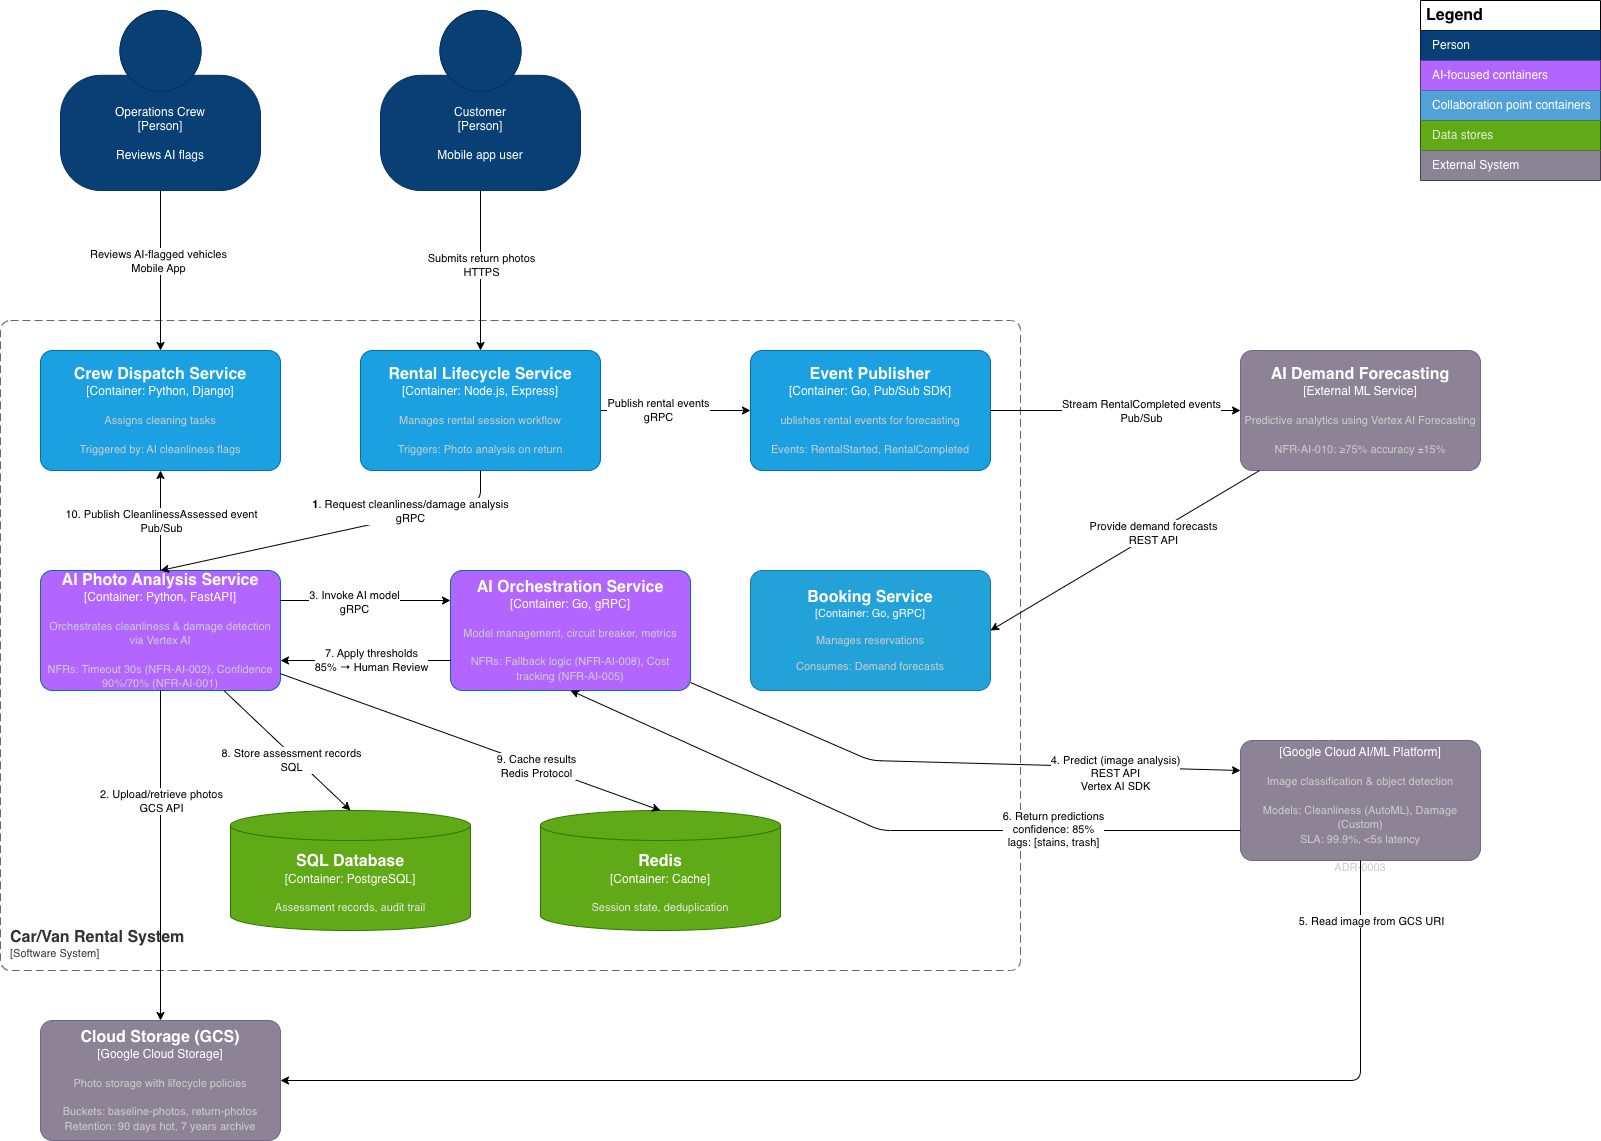 Legend
Person
AI-focused containers
Collaboration point containers
Data stores
External System
Operations Crew
[Person]
Reviews AI flags
Customer
[Person]
Mobile app user
Reviews AI-flagged vehicles
Mobile App
Submits return photos
HTTPS
Crew Dispatch Service
[Container: Python, Django]
Assigns cleaning tasks
Triggered by: AI cleanliness flags
Rental Lifecycle Service
[Container: Node.js, Express]
Manages rental session workflow
Triggers: Photo analysis on return
Publish rental events
gRPC
Event Publisher
[Container: Go, Pub/Sub SDK]
ublishes rental events for forecasting
Events: RentalStarted, RentalCompleted
Stream RentalCompleted events
Pub/Sub
AI Demand Forecasting
[External ML Service]
Predictive analytics using Vertex AI Forecasting
NFR-AI-010: ≥75% accuracy ±15%
10. Publish CleanlinessAssessed event
Pub/Sub
1. Request cleanliness/damage analysis
gRPC
Provide demand forecasts
REST API
AI Photo Analysis Service
[Container: Python, FastAPI]
Orchestrates cleanliness & damage detection
via Vertex AI
NFRs: Timeout 30s (NFR-AI-002), Confidence
90%/70% (NFR-AI-001)
3. Invoke AI model
gRPC
7. Apply thresholds
85% → Human Review
AI Orchestration Service
[Container: Go, gRPC]
Model management, circuit breaker, metrics
NFRs: Fallback logic (NFR-AI-008), Cost
tracking (NFR-AI-005)
Booking Service
[Container: Go, gRPC]
Manages reservations
Consumes: Demand forecasts
8. Store assessment records
SQL
9. Cache results
Redis Protocol
2. Upload/retrieve photos
GCS API
4. Predict (image analysis)
REST API
Vertex AI SDK
6. Return predictions
confidence: 85%
lags: [stains, trash]
[Google Cloud AI/ML Platform]
Image classification & object detection
Models: Cleanliness (AutoML), Damage
(Custom)
SLA: 99.9%, <5s latency
ADR-0003
SQL Database
[Container: PostgreSQL]
Assessment records, audit trail
Redis
[Container: Cache]
Session state, deduplication
5. Read image from GCS URI
Car/Van Rental System
[Software System]
Cloud Storage (GCS)
[Google Cloud Storage]
Photo storage with lifecycle policies
Buckets: baseline-photos, return-photos
Retention: 90 days hot, 7 years archive